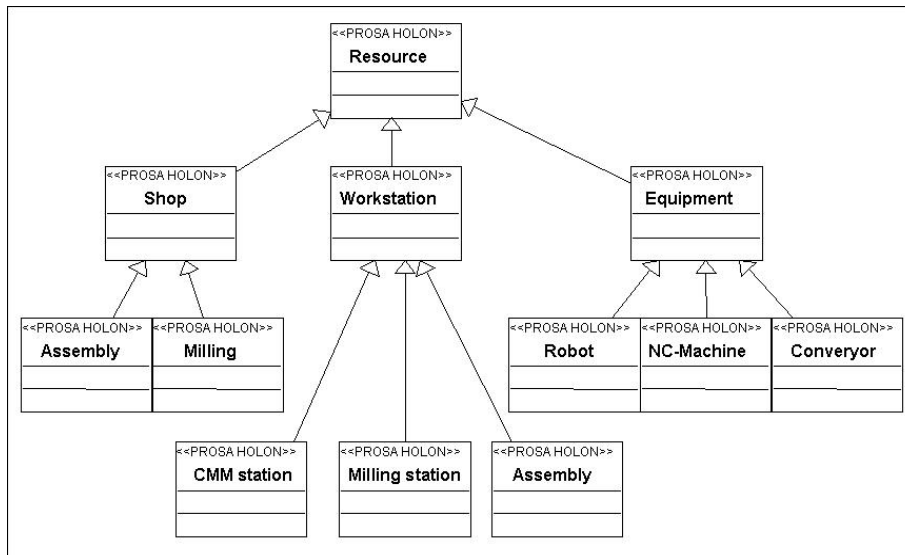 <<PROSA HOLON>>
Resource
<<PROSA HOLON>>
Shop
<<PROSA HOLON>>
Workstation
<<PROSA HOLON>>
Equipment
<<PROSA HOLON>>
Assembly
<<PROSA HOLON>>
Milling
<<PROSA HOLON>>
Robot
<<PROSA HOLON>>
NC-Machine
<<PROSA HOLON>>
Converyor
<<PROSA HOLON>>
CMM station
<<PROSA HOLON>>
Milling station
<<PROSA HOLON>>
Assembly